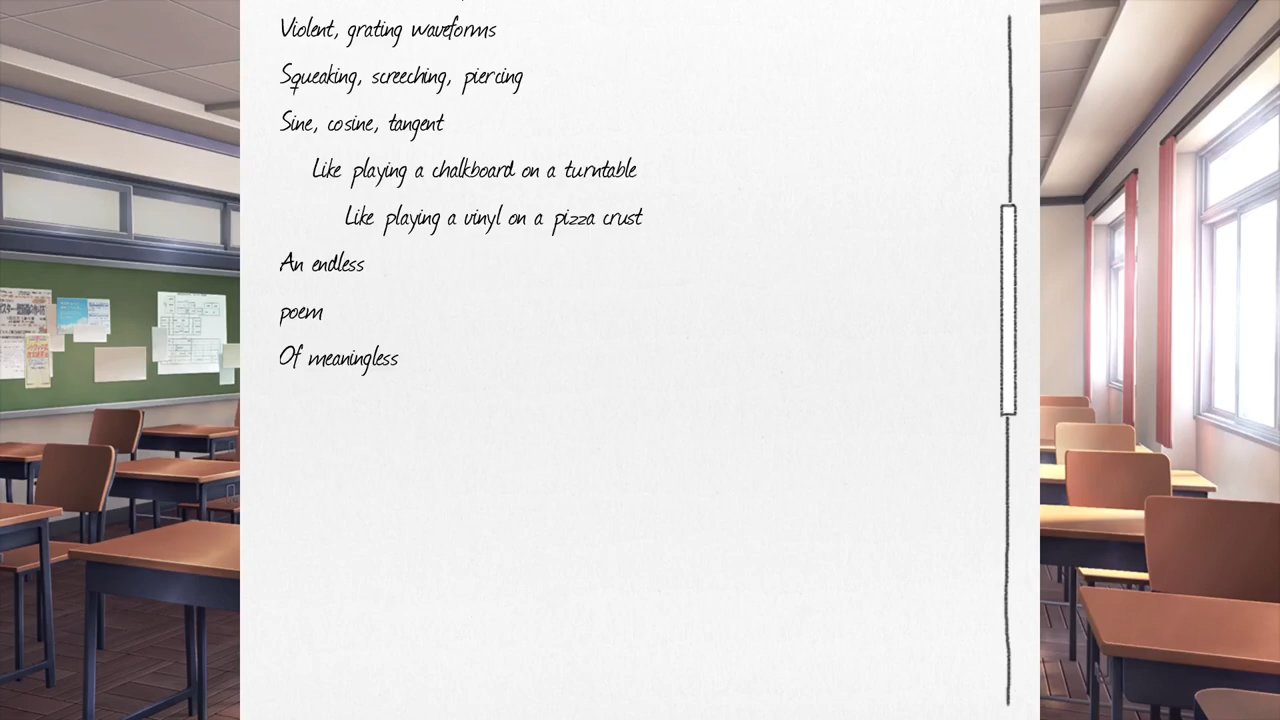 Violent, grating waveforms
Squeaking, screeching, piercing
Sine, cosine, tangent
Like playing a chalkboard on a turntable
Like playing a vinyl on a pizza crust
An endless
poem
Of meaningless